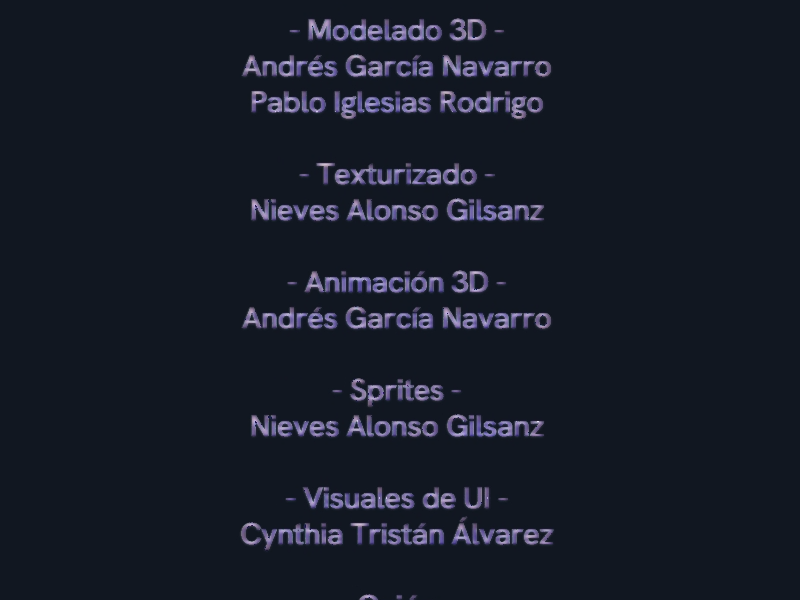 - Modelado 3D -
Andrés García Navarro
Pablo Iglesias Rodrigo
- Texturizado -
Nieves Alonso Gilsanz
- Animación 3D -
Andrés García Navarro
- Sprites -
Nieves Alonso Gilsanz
- Visuales de UI -
Cynthia Tristán Álvarez